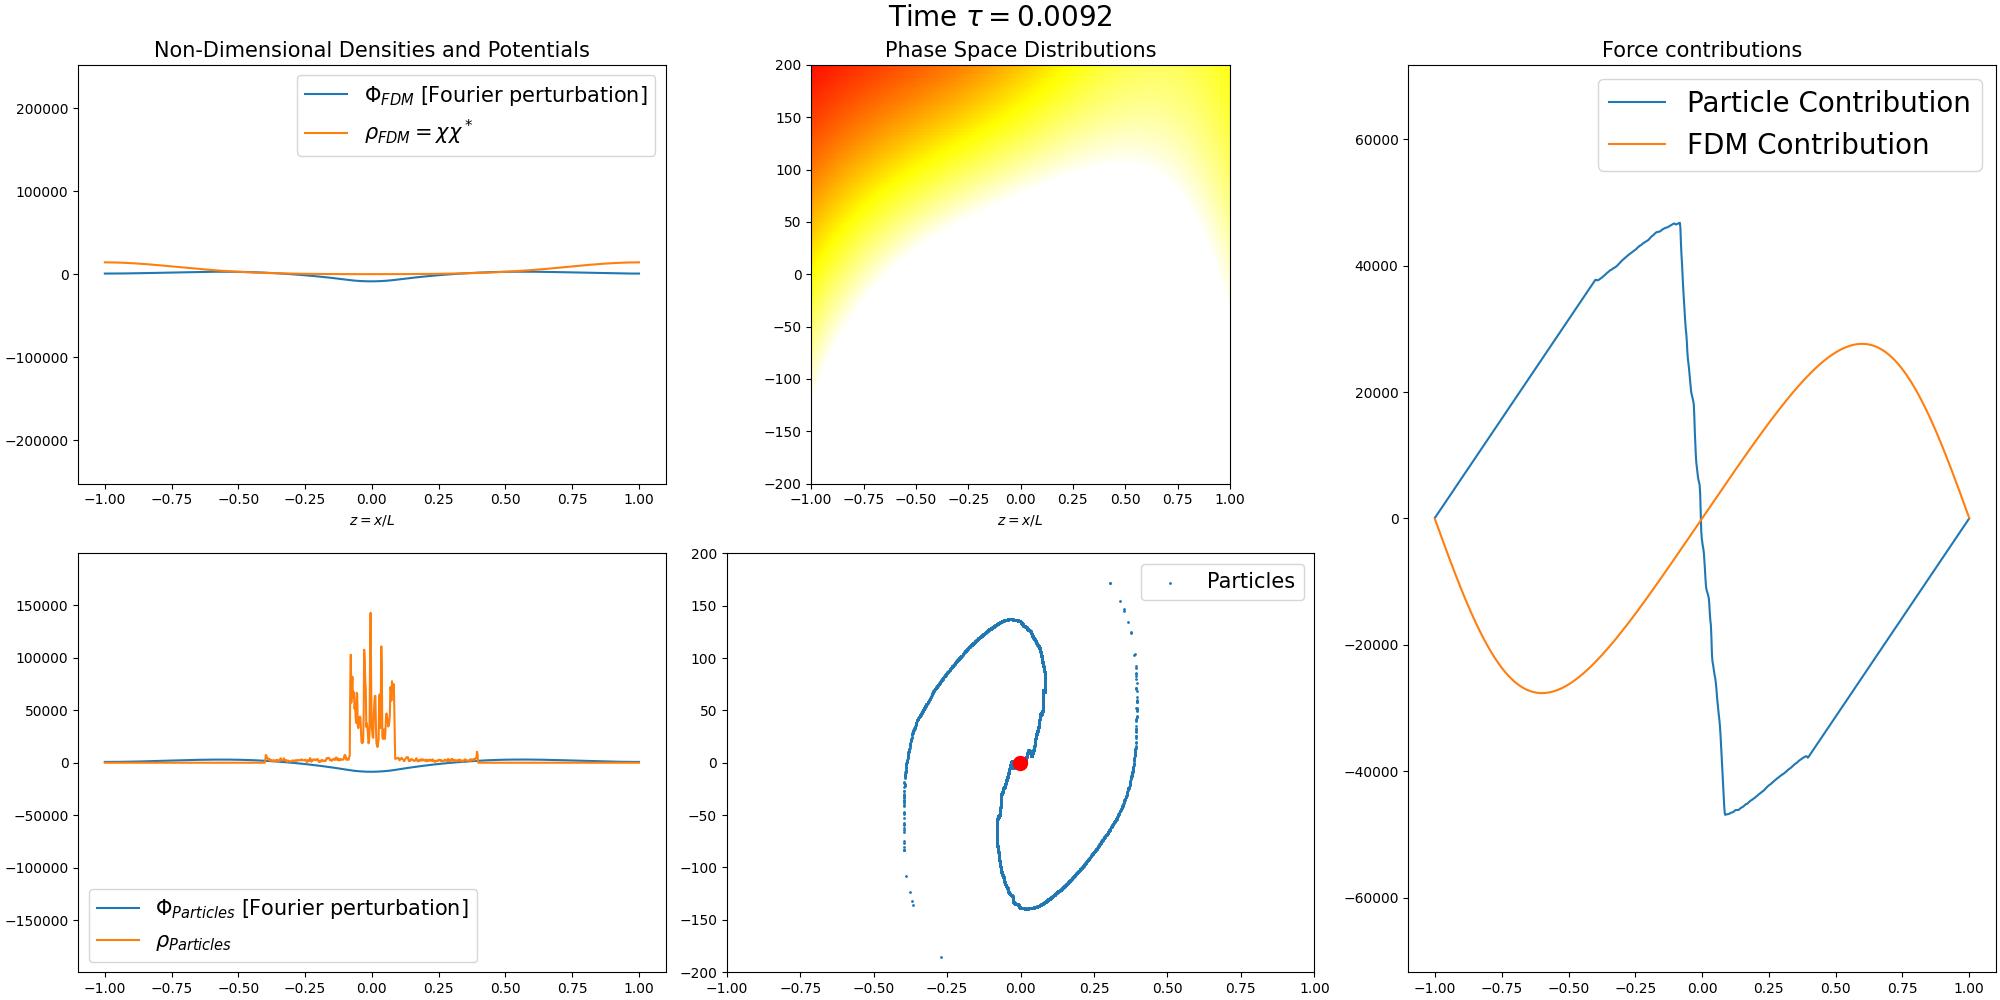 Time τ = 0.0092
Non-Dimensional Densities and Potentials
200000
100000
0
−100000
−200000
Φ_FDM [Fourier perturbation]
ρ_FDM = χχ*
−1.00 −0.75 −0.50 −0.25 0.00 0.25 0.50 0.75 1.00
z = x/L
Phase Space Distributions
200
150
100
50
0
−50
−100
−150
−200
−1.00 −0.75 −0.50 −0.25 0.00 0.25 0.50 0.75 1.00
z = x/L
150000
100000
50000
0
−50000
−100000
−150000
Φ_Particles [Fourier perturbation]
ρ_Particles
−1.00 −0.75 −0.50 −0.25 0.00 0.25 0.50 0.75 1.00
200
150
100
50
0
−50
−100
−150
−200
Particles
−1.00 −0.75 −0.50 −0.25 0.00 0.25 0.50 0.75 1.00
Force contributions
Particle Contribution
FDM Contribution
60000
40000
20000
0
−20000
−40000
−60000
−1.00 −0.75 −0.50 −0.25 0.00 0.25 0.50 0.75 1.00